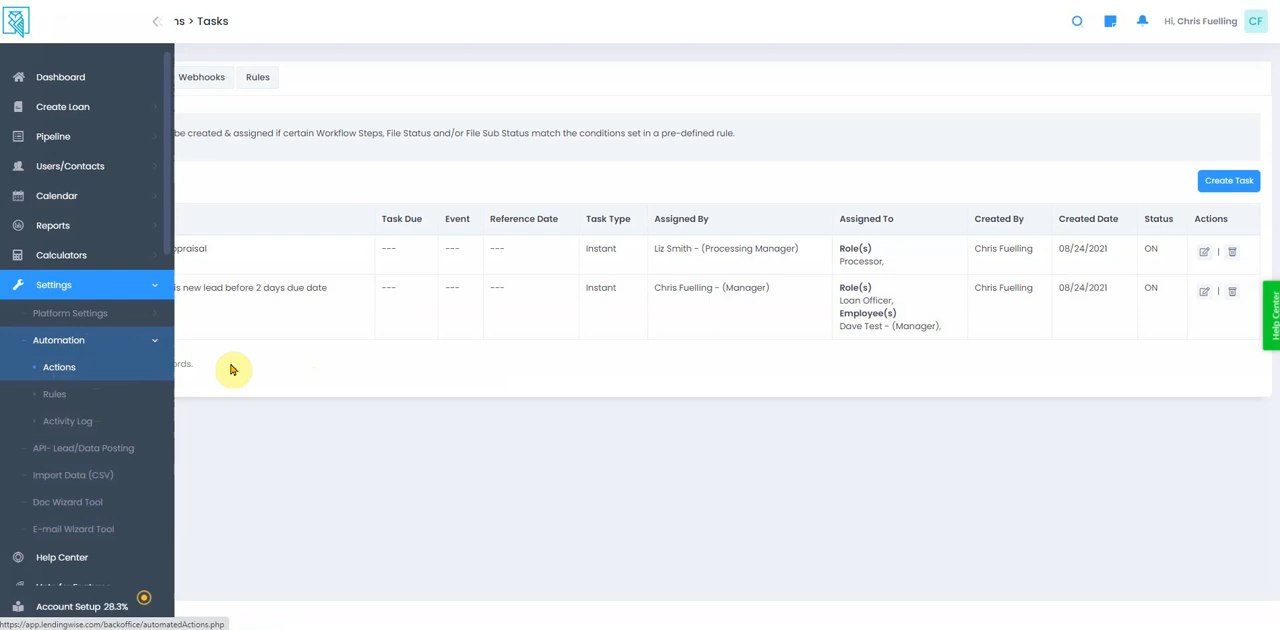 ns > Tasks
Hi, Chris Fuelling CF
Dashboard
Create Loan
Pipeline
Users/Contacts
Calendar
Reports
Calculators
Settings
Platform Settings
Automation
Actions
Rules
Activity Log
API- Lead/Data Posting
Import Data (CSV)
Doc Wizard Tool
E-mail Wizard Tool
Help Center
Account Setup 28.3%
https://app.lendingwise.com/backoffice/automatedActions.php
Webhooks Rules
be created & assigned if certain Workflow Steps, File Status and/or File Sub Status match the conditions set in a pre-defined rule.
Create Task
Task Due Event Reference Date Task Type Assigned By Assigned To Created By Created Date Status Actions
ppraisal --- --- --- Instant Liz Smith - (Processing Manager) Role(s) Chris Fuelling 08/24/2021 ON |
Processor,
is new lead before 2 days due date --- --- --- Instant Chris Fuelling - (Manager) Role(s) Chris Fuelling 08/24/2021 ON |
Loan Officer,
Employee(s)
Dave Test - (Manager),
ords.
Help Center